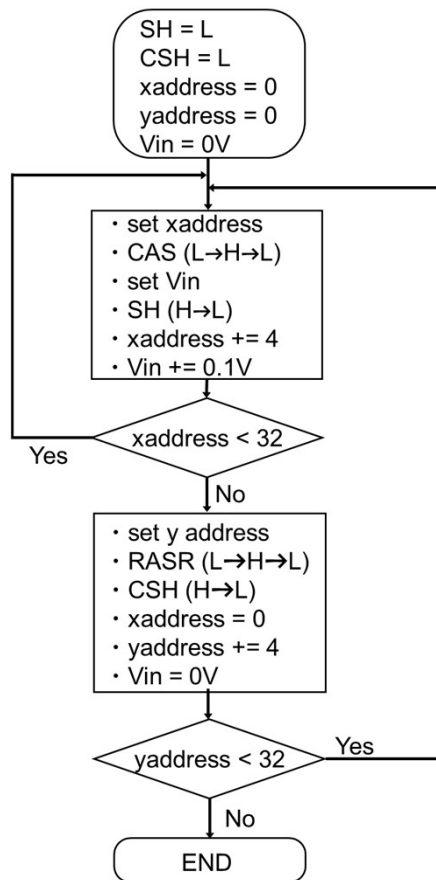 SH = L
CSH = L
xaddress = 0
yaddress = 0
Vin = 0V
· set xaddress
· CAS (L→H→L)
· set Vin
· SH (H→L)
· xaddress += 4
· Vin += 0.1V
xaddress < 32
Yes
No
· set y address
· RASR (L→H→L)
· CSH (H→L)
· xaddress = 0
· yaddress += 4
· Vin = 0V
yaddress < 32
Yes
No
END